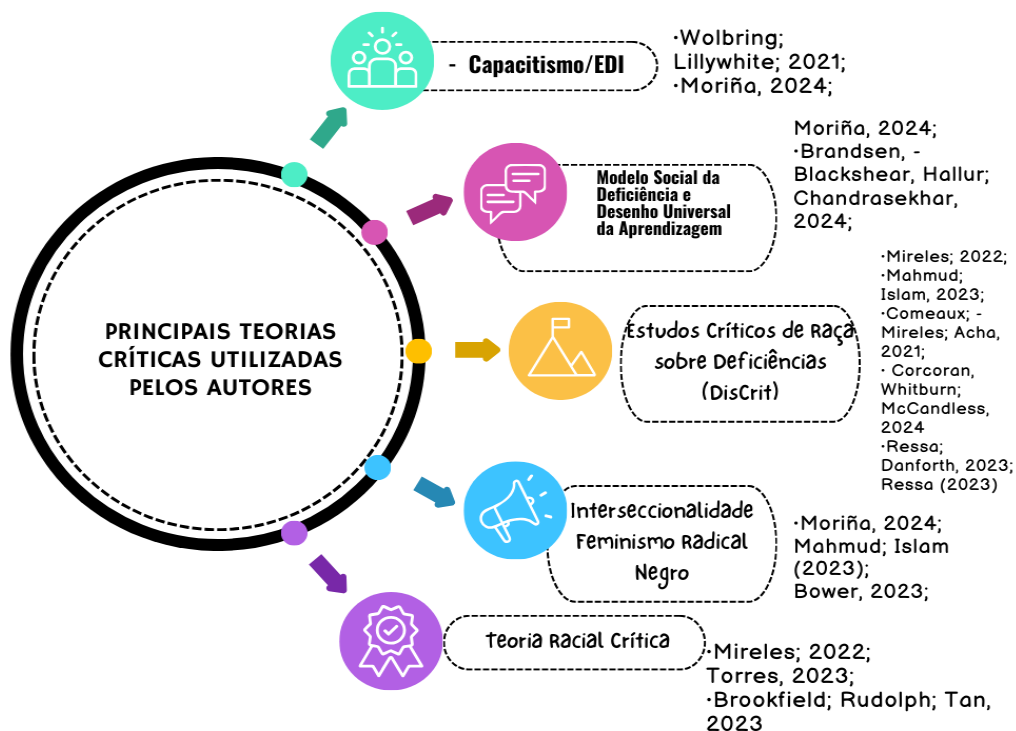 PRINCIPAIS TEORIAS
CRÍTICAS UTILIZADAS
PELOS AUTORES
- Capacitismo/EDI
•Wolbring;
Lillywhite; 2021;
•Moriña, 2024;
Modelo Social da
Deficiência e
Desenho Universal
da Aprendizagem
Moriña, 2024;
•Brandsen, -
Blackshear, Hallur;
Chandrasekhar,
2024;
Estudos Críticos de Raça
sobre Deficiências
(DisCrit)
•Mireles; 2022;
•Mahmud;
Islam, 2023;
•Comeaux; -
Mireles; Acha,
2021;
• Corcoran,
Whitburn;
McCandless,
2024
•Ressa;
Danforth, 2023;
Ressa (2023)
Interseccionalidade
Feminismo Radical
Negro
•Moriña, 2024;
Mahmud; Islam
(2023);
Bower, 2023;
Teoria Racial Crítica
•Mireles; 2022;
Torres, 2023;
•Brookfield; Rudolph; Tan,
2023